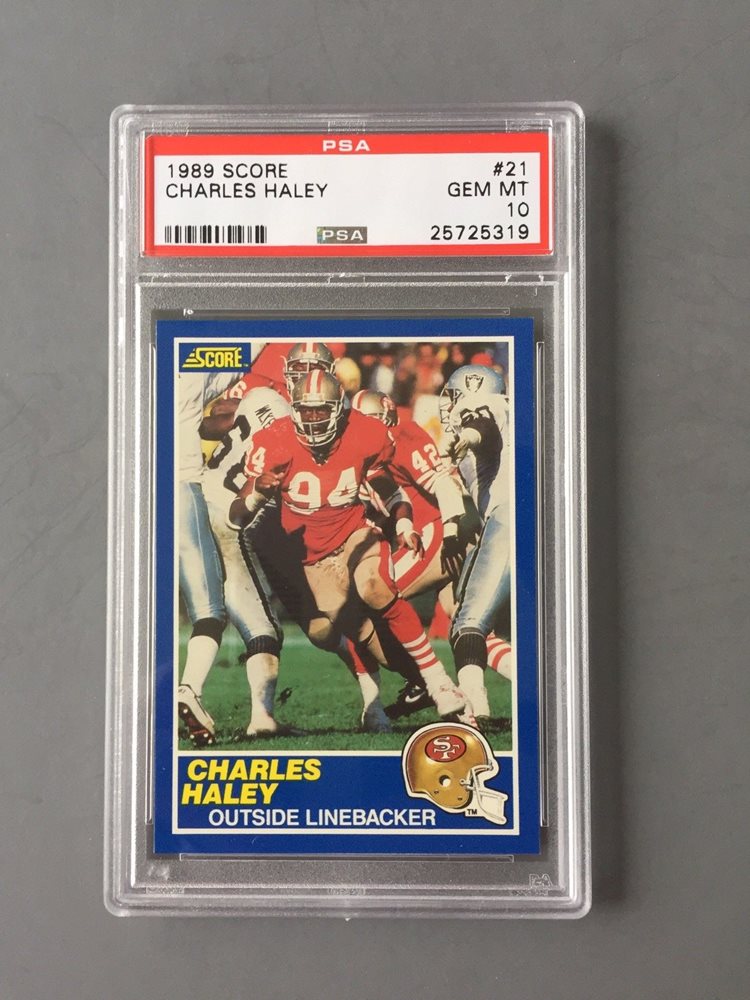 PSA
1989 SCORE #21
CHARLES HALEY GEM MT
10
PSA 25725319
SCORE
94
94
42
SF
CHARLES
HALEY
OUTSIDE LINEBACKER
TM